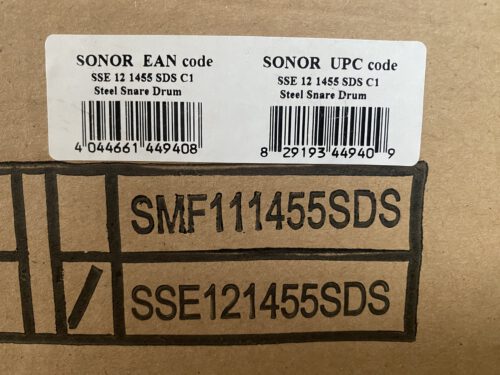 SONOR EAN code
SSE 12 1455 SDS C1
Steel Snare Drum
4 044661 449408
SONOR UPC code
SSE 12 1455 SDS C1
Steel Snare Drum
8 29193 44940 9
SMF111455SDS
/ SSE121455SDS